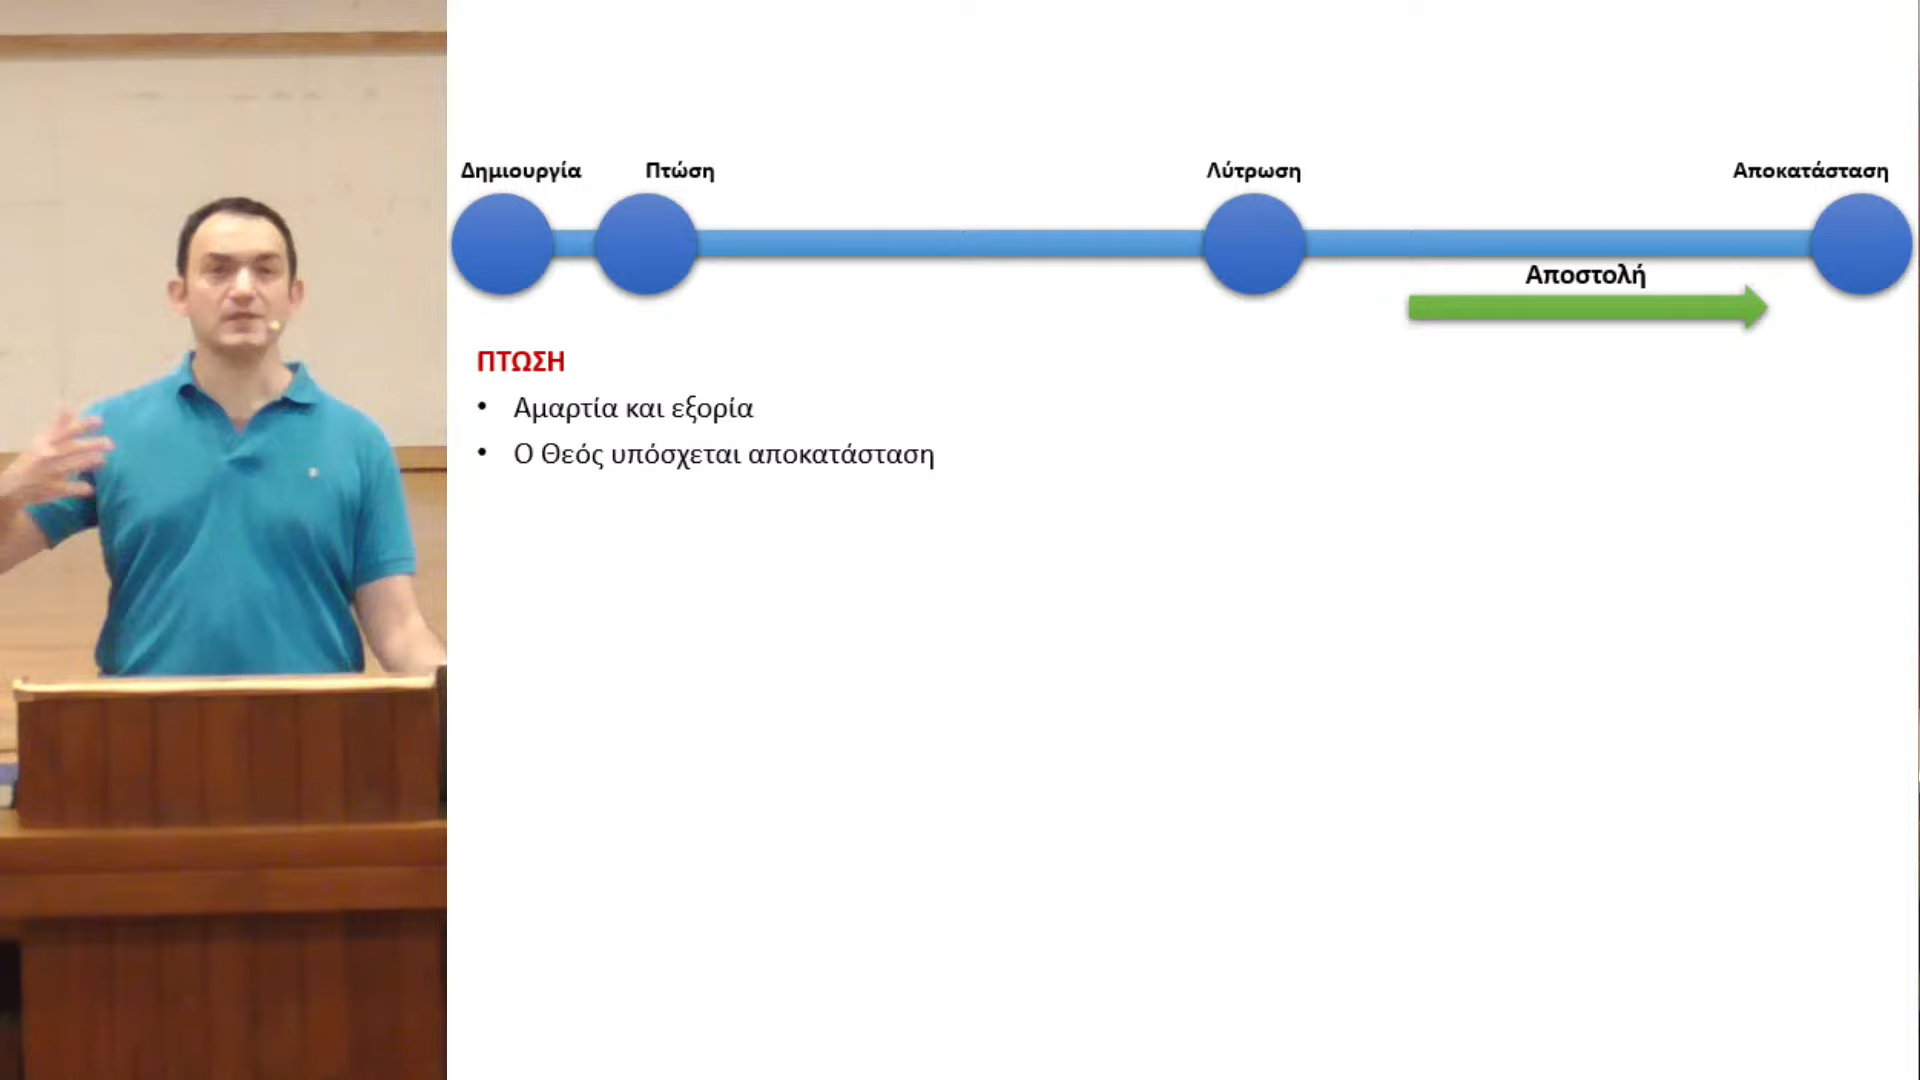 Δημιουργία Πτώση Λύτρωση Αποκατάσταση
Αποστολή
ΠΤΩΣΗ
• Αμαρτία και εξορία
• Ο Θεός υπόσχεται αποκατάσταση